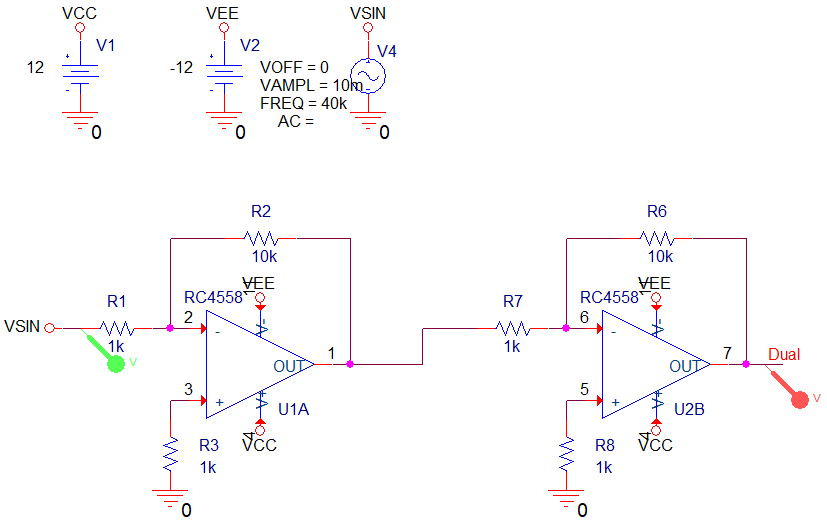 VCC VEE VSIN
V1 V2 V4
12 -12 VOFF = 0
VAMPL = 10m
FREQ = 40k
AC =
0 0 0
R2 R6
10k 10k
RC4558 VEE R7 RC4558 VEE
R1
VSIN 2 - V- 6 - V-
1k 1k
OUT 1 OUT 7 Dual
V V
3 + V+ U1A 5 + V+ U2B
R3 4 VCC R8 4 VCC
1k 1k
0 0